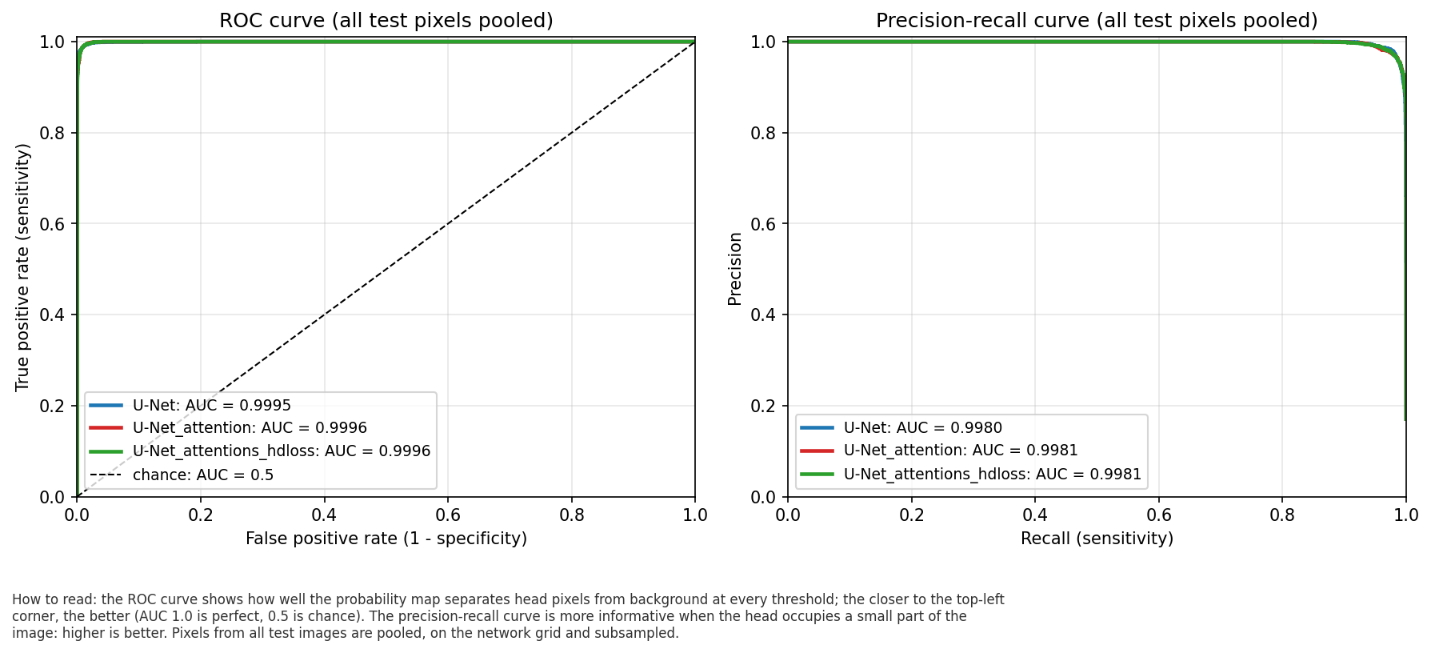 ROC curve (all test pixels pooled)
True positive rate (sensitivity)
1.0
0.8
0.6
0.4
0.2
0.0
U-Net: AUC = 0.9995
U-Net_attention: AUC = 0.9996
U-Net_attentions_hdloss: AUC = 0.9996
chance: AUC = 0.5
0.0 0.2 0.4 0.6 0.8 1.0
False positive rate (1 - specificity)
Precision-recall curve (all test pixels pooled)
Precision
1.0
0.8
0.6
0.4
0.2
0.0
U-Net: AUC = 0.9980
U-Net_attention: AUC = 0.9981
U-Net_attentions_hdloss: AUC = 0.9981
0.0 0.2 0.4 0.6 0.8 1.0
Recall (sensitivity)
How to read: the ROC curve shows how well the probability map separates head pixels from background at every threshold; the closer to the top-left
corner, the better (AUC 1.0 is perfect, 0.5 is chance). The precision-recall curve is more informative when the head occupies a small part of the
image: higher is better. Pixels from all test images are pooled, on the network grid and subsampled.